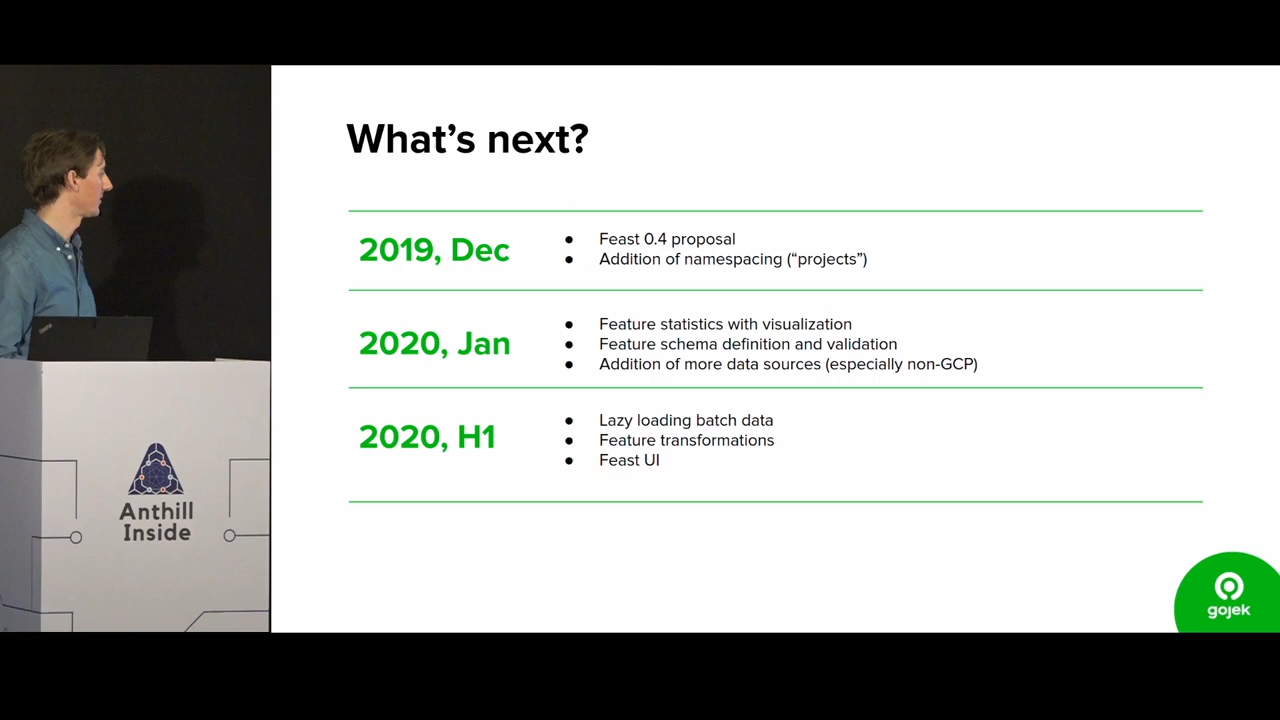 What's next?
2019, Dec
● Feast 0.4 proposal
● Addition of namespacing (“projects”)
2020, Jan
● Feature statistics with visualization
● Feature schema definition and validation
● Addition of more data sources (especially non-GCP)
2020, H1
● Lazy loading batch data
● Feature transformations
● Feast UI
Anthill
Inside
gojek